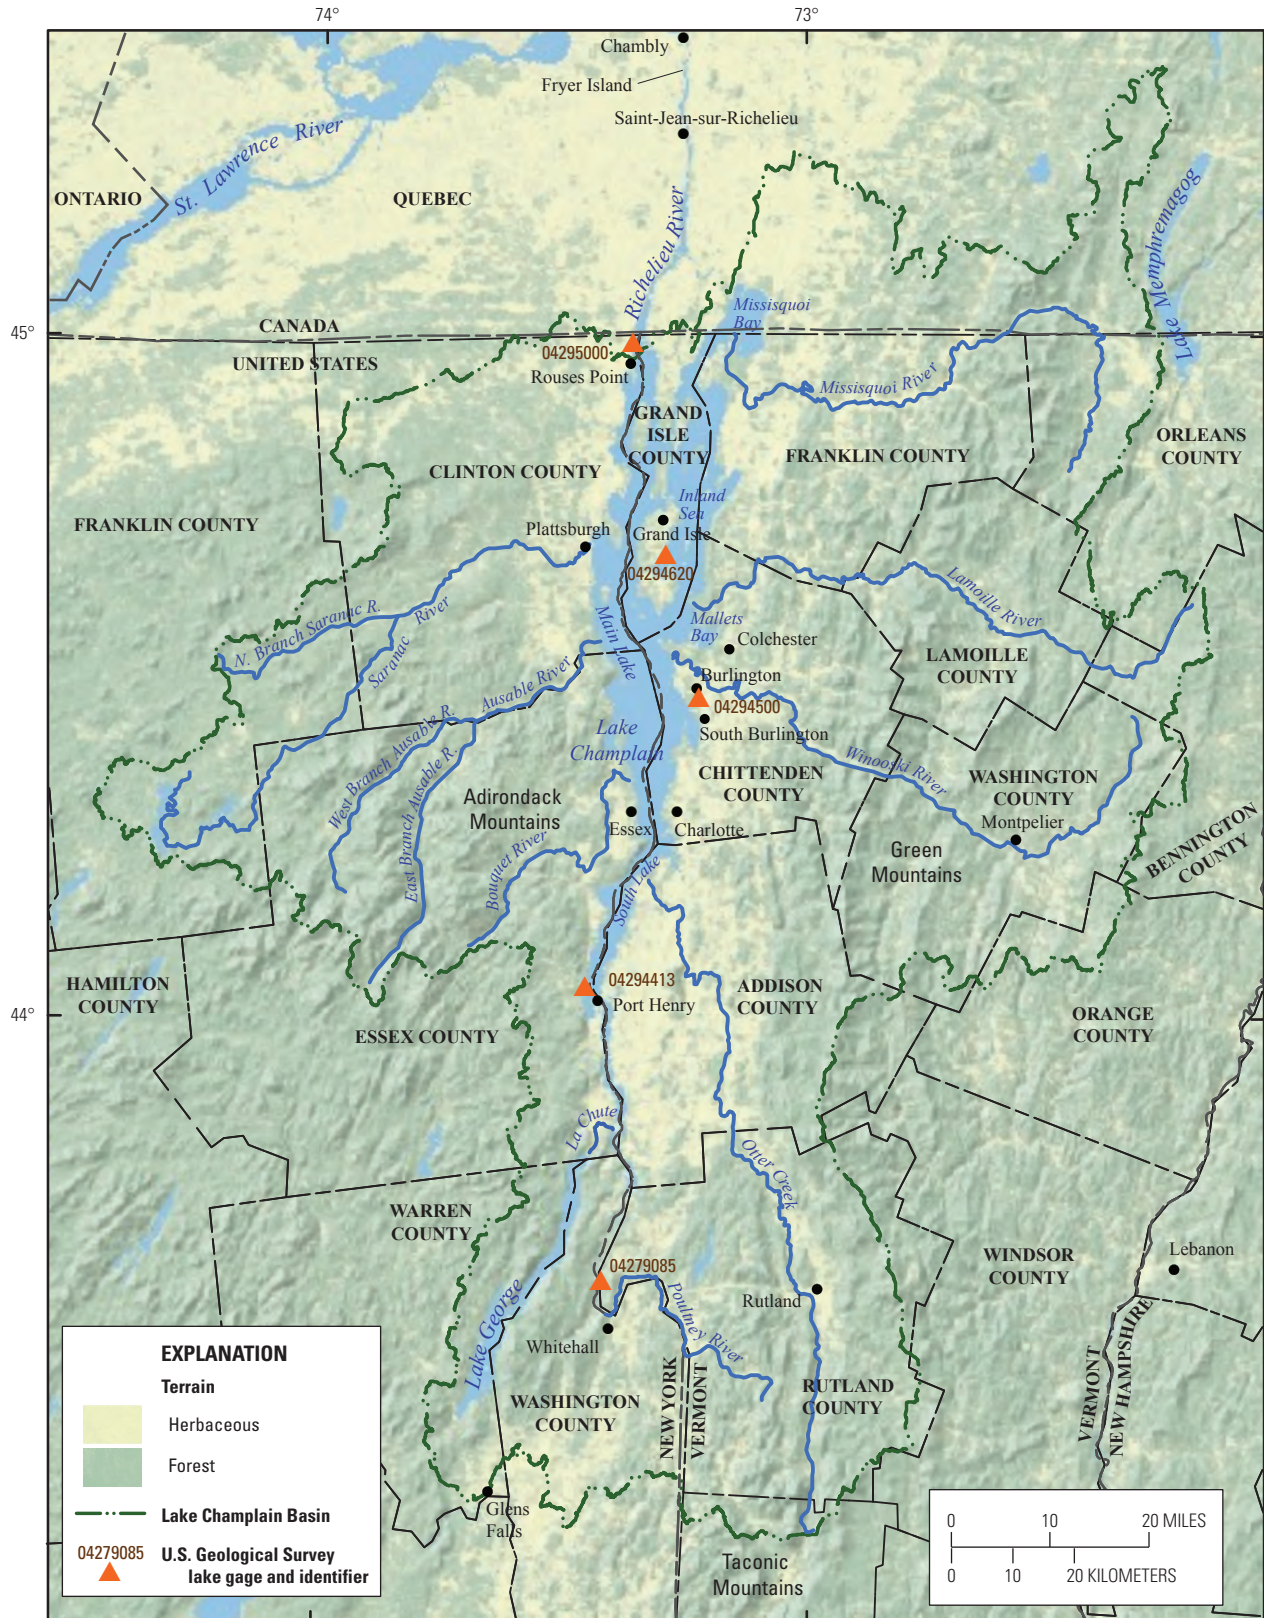 74°
73°
Chambly
Fryer Island
Saint-Jean-sur-Richelieu
St. Lawrence River
ONTARIO
QUEBEC
Richelieu River
Lake Memphremagog
Missisquoi
Bay
45°
CANADA
UNITED STATES
04295000
Rouses Point
Missisquoi River
GRAND
ISLE
COUNTY
ORLEANS
COUNTY
CLINTON COUNTY
FRANKLIN COUNTY
Inland
Sea
FRANKLIN COUNTY
Plattsburgh
Grand Isle
04294620
Lamoille River
N. Branch Saranac R.
Saranac River
Main Lake
Mallets
Bay
Colchester
LAMOILLE
COUNTY
Ausable River
Burlington
04294500
South Burlington
West Branch Ausable R.
East Branch Ausable R.
Lake
Champlain
CHITTENDEN
COUNTY
Winooski River
WASHINGTON
COUNTY
Montpelier
Adirondack
Mountains
Essex
Charlotte
Bouquet River
Green
Mountains
BENNINGTON
COUNTY
South Lake
HAMILTON
COUNTY
04294413
Port Henry
ADDISON
COUNTY
44°
ESSEX COUNTY
ORANGE
COUNTY
La Chute
Otter Creek
WARREN
COUNTY
WINDSOR
COUNTY
Lebanon
04279085
Lake George
Poultney River
Rutland
Whitehall
WASHINGTON
COUNTY
NEW YORK
VERMONT
RUTLAND
COUNTY
VERMONT
NEW HAMPSHIRE
Glens
Falls
Taconic
Mountains
EXPLANATION
Terrain
Herbaceous
Forest
Lake Champlain Basin
04279085
U.S. Geological Survey
lake gage and identifier
0 10 20 MILES
0 10 20 KILOMETERS